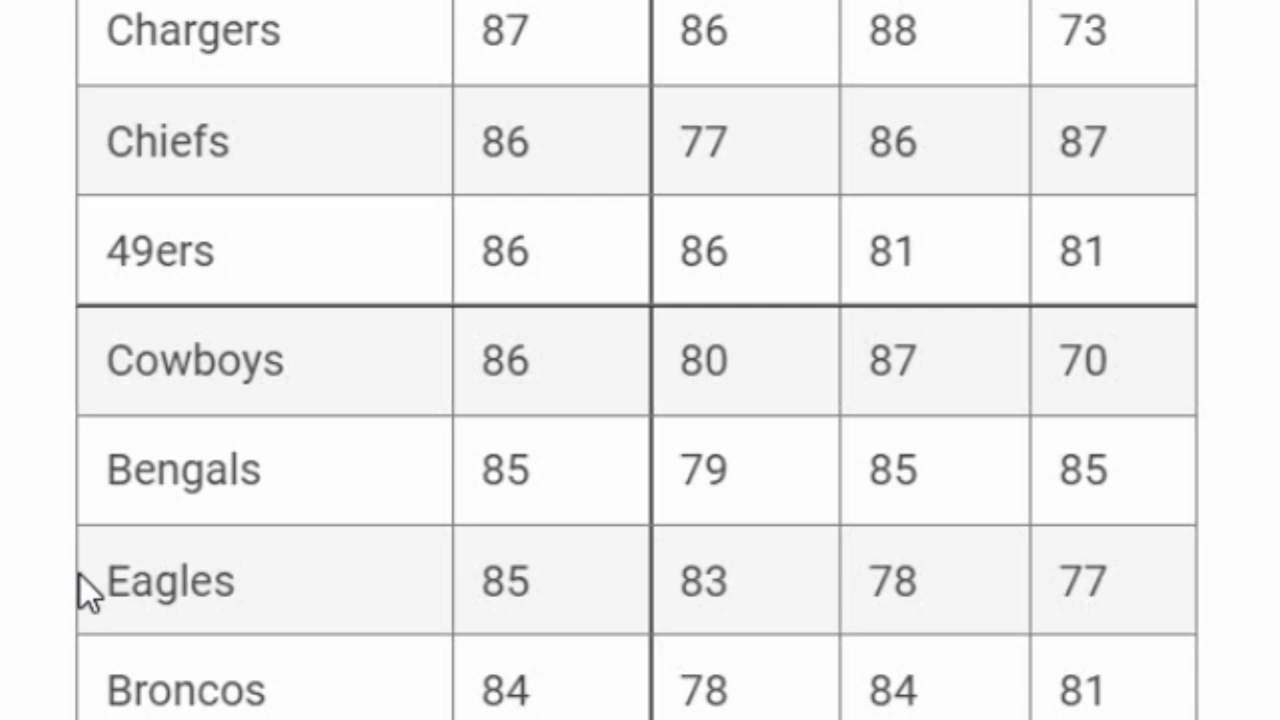 Chargers 87 86 88 73
Chiefs 86 77 86 87
49ers 86 86 81 81
Cowboys 86 80 87 70
Bengals 85 79 85 85
Eagles 85 83 78 77
Broncos 84 78 84 81